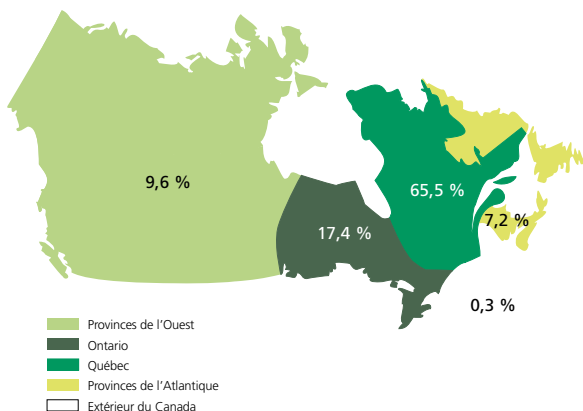 9,6 %
65,5 %
7,2 %
17,4 %
0,3 %
Provinces de l'Ouest
Ontario
Québec
Provinces de l'Atlantique
Extérieur du Canada